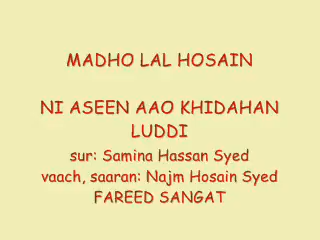 MADHO LAL HOSAIN
NI ASEEN AAO KHIDAHAN
LUDDI
sur: Samina Hassan Syed
vaach, saaran: Najm Hosain Syed
FAREED SANGAT